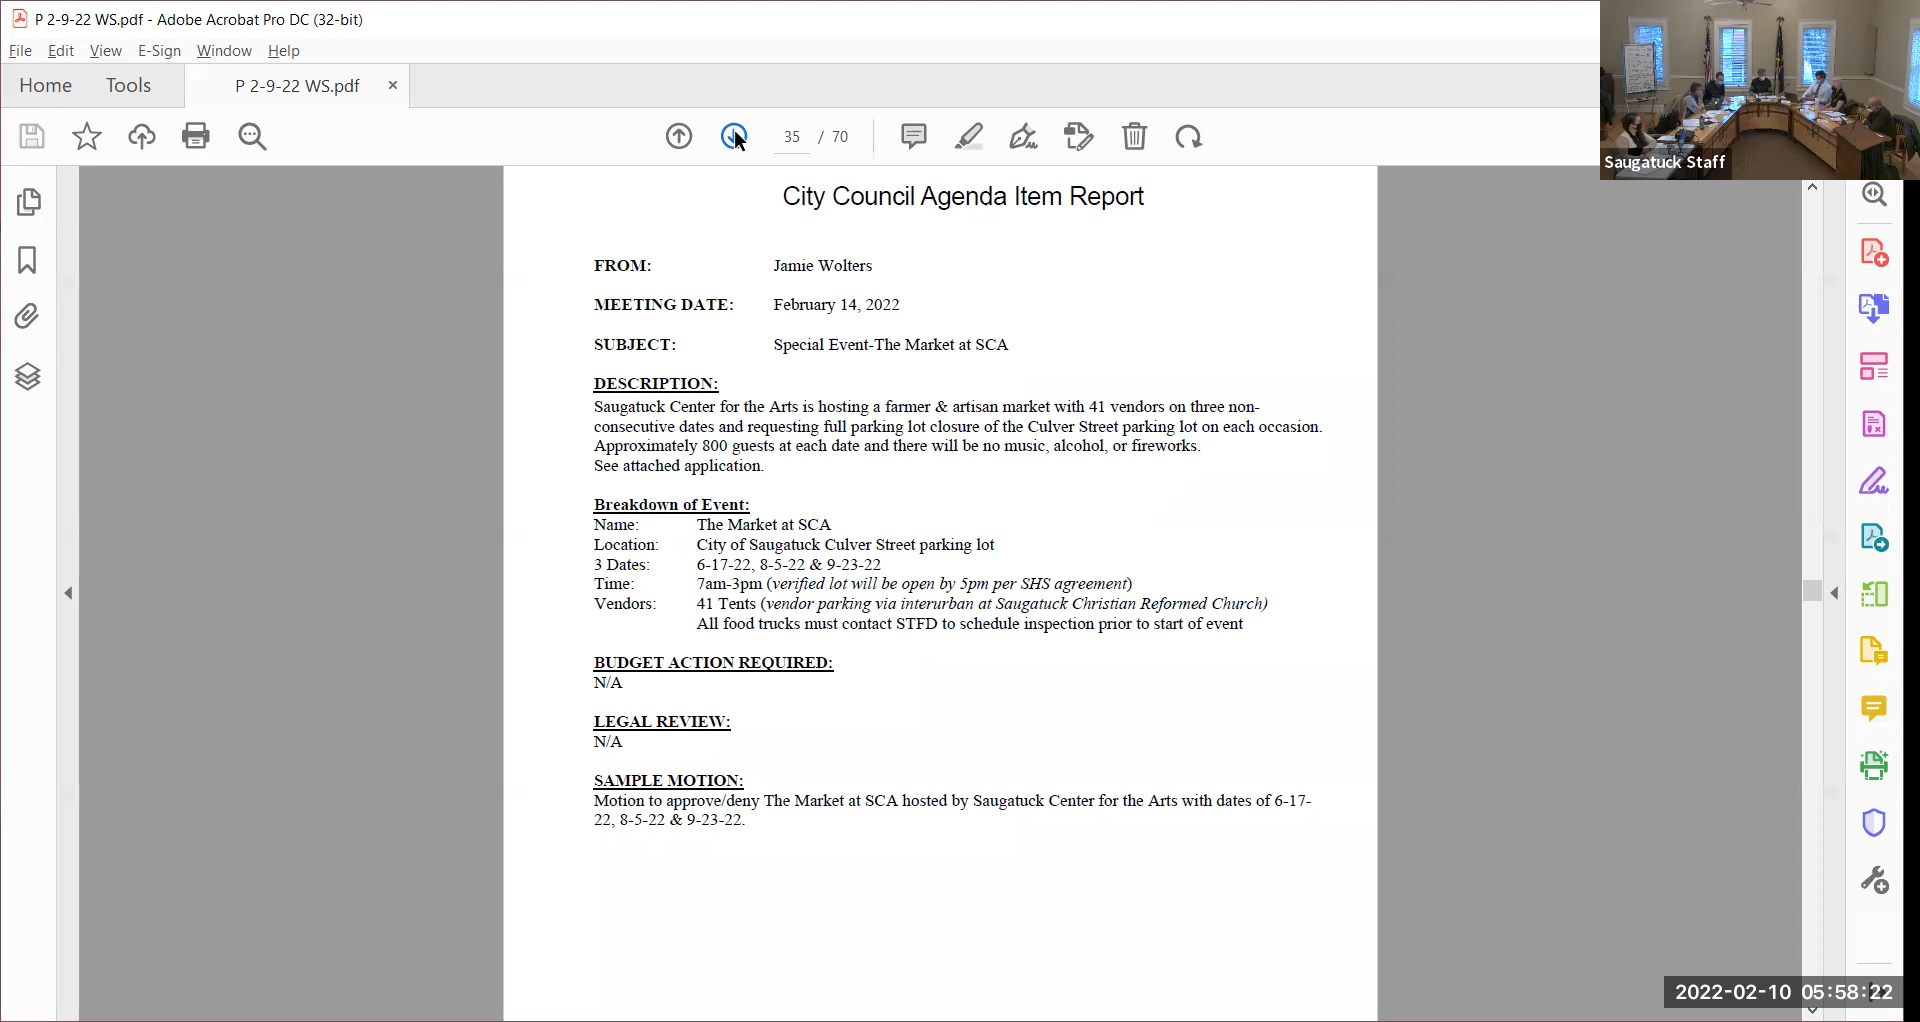 P 2-9-22 WS.pdf - Adobe Acrobat Pro DC (32-bit)
File Edit View E-Sign Window Help
Home Tools P 2-9-22 WS.pdf ×
35 / 70
Saugatuck Staff
City Council Agenda Item Report
FROM: Jamie Wolters
MEETING DATE: February 14, 2022
SUBJECT: Special Event-The Market at SCA
DESCRIPTION:
Saugatuck Center for the Arts is hosting a farmer & artisan market with 41 vendors on three non-
consecutive dates and requesting full parking lot closure of the Culver Street parking lot on each occasion.
Approximately 800 guests at each date and there will be no music, alcohol, or fireworks.
See attached application.
Breakdown of Event:
Name: The Market at SCA
Location: City of Saugatuck Culver Street parking lot
3 Dates: 6-17-22, 8-5-22 & 9-23-22
Time: 7am-3pm (verified lot will be open by 5pm per SHS agreement)
Vendors: 41 Tents (vendor parking via interurban at Saugatuck Christian Reformed Church)
All food trucks must contact STFD to schedule inspection prior to start of event
BUDGET ACTION REQUIRED:
N/A
LEGAL REVIEW:
N/A
SAMPLE MOTION:
Motion to approve/deny The Market at SCA hosted by Saugatuck Center for the Arts with dates of 6-17-
22, 8-5-22 & 9-23-22.
2022-02-10 05:58:22